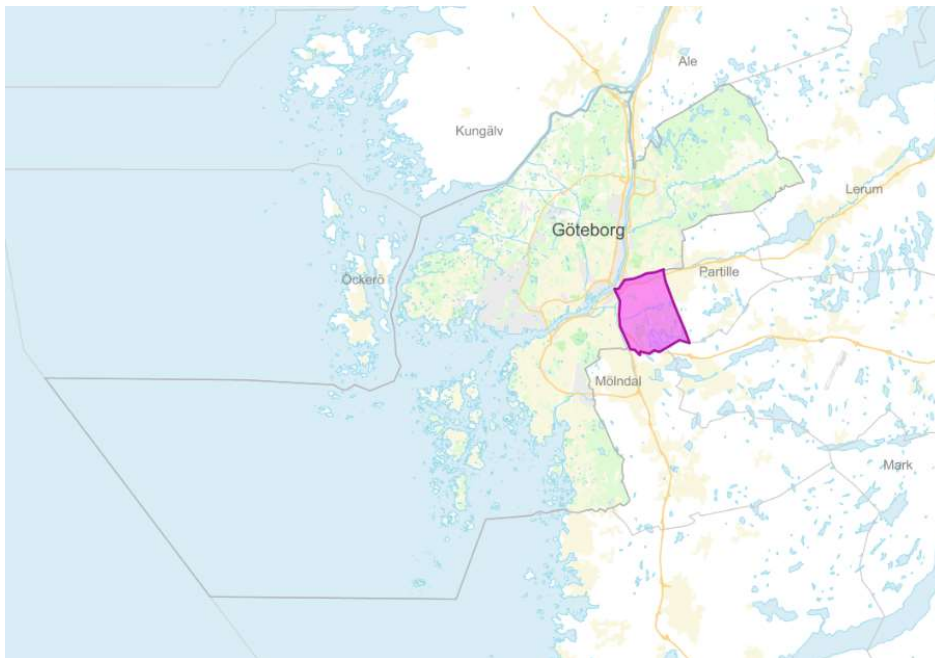 Ale
Kungälv
Lerum
Göteborg
Partille
Öckerö
Mölndal
Mark